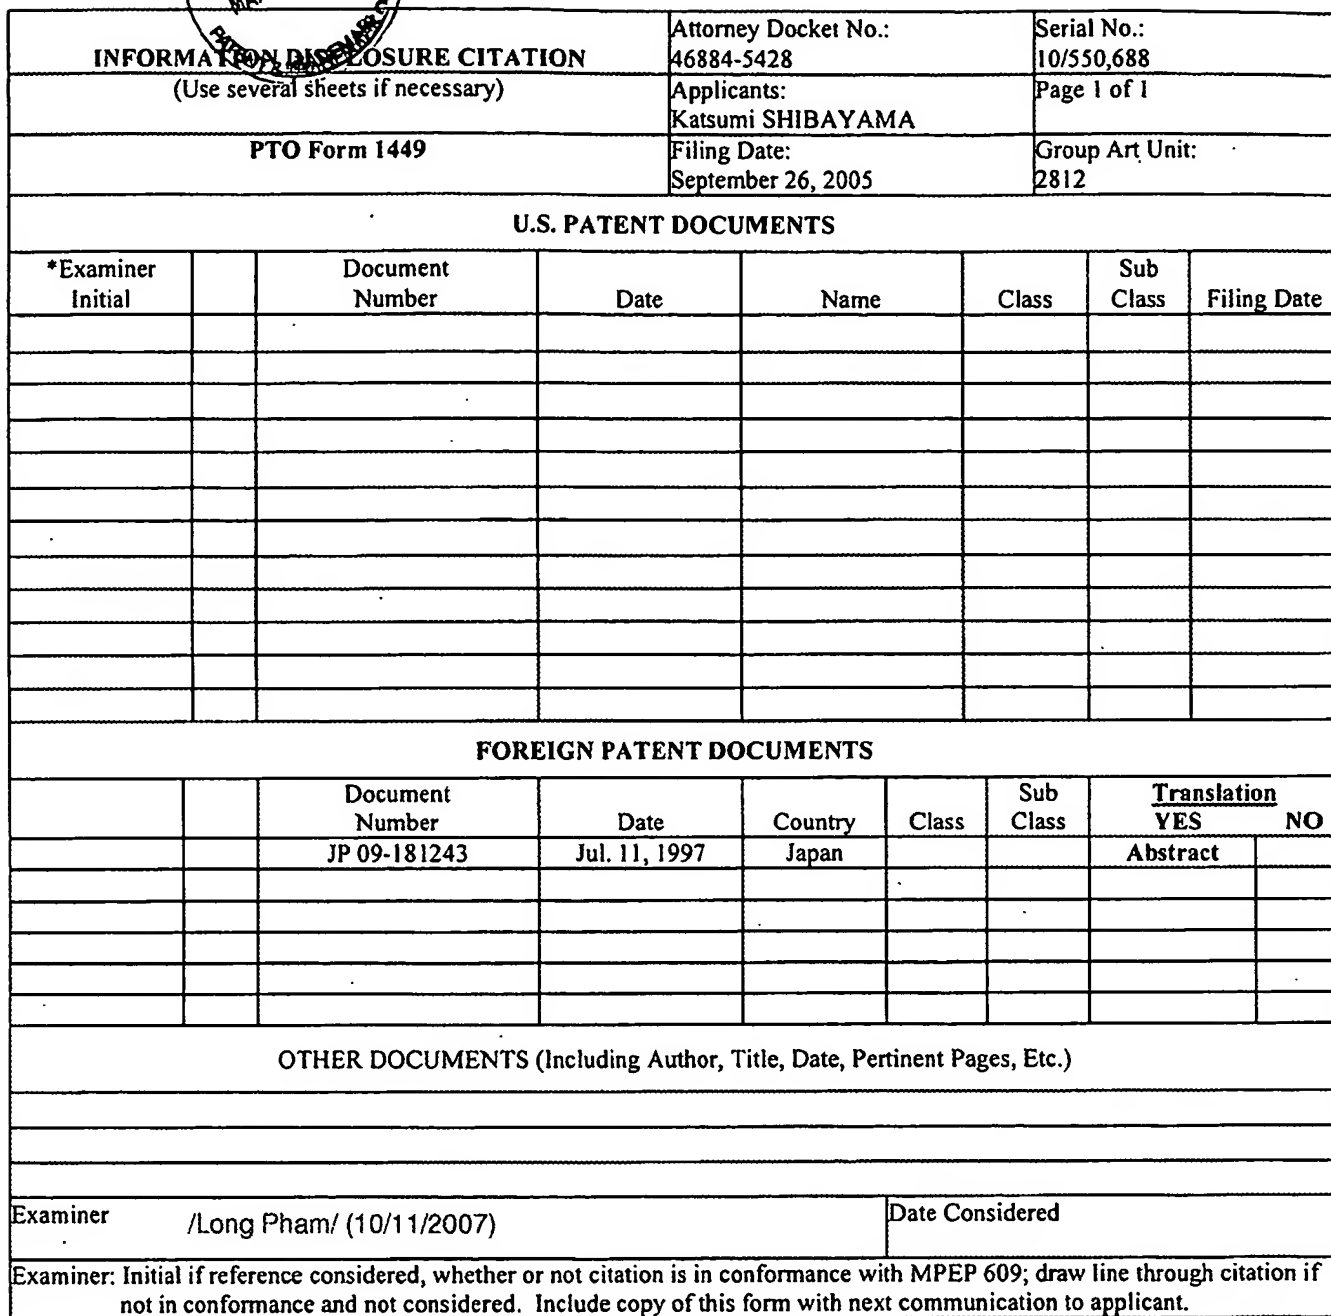 INFORMATION DISCLOSURE CITATION
(Use several sheets if necessary)
PTO Form 1449
Attorney Docket No.:
46884-5428
Serial No.:
10/550,688
Applicants:
Katsumi SHIBAYAMA
Page 1 of 1
Filing Date:
September 26, 2005
Group Art Unit:
2812
U.S. PATENT DOCUMENTS
*Examiner Initial
Document Number
Date
Name
Class
Sub Class
Filing Date
FOREIGN PATENT DOCUMENTS
Document Number
Date
Country
Class
Sub Class
Translation
YES NO
JP 09-181243 Jul. 11, 1997 Japan Abstract
OTHER DOCUMENTS (Including Author, Title, Date, Pertinent Pages, Etc.)
Examiner /Long Pham/ (10/11/2007)
Date Considered
Examiner: Initial if reference considered, whether or not citation is in conformance with MPEP 609; draw line through citation if
not in conformance and not considered. Include copy of this form with next communication to applicant.